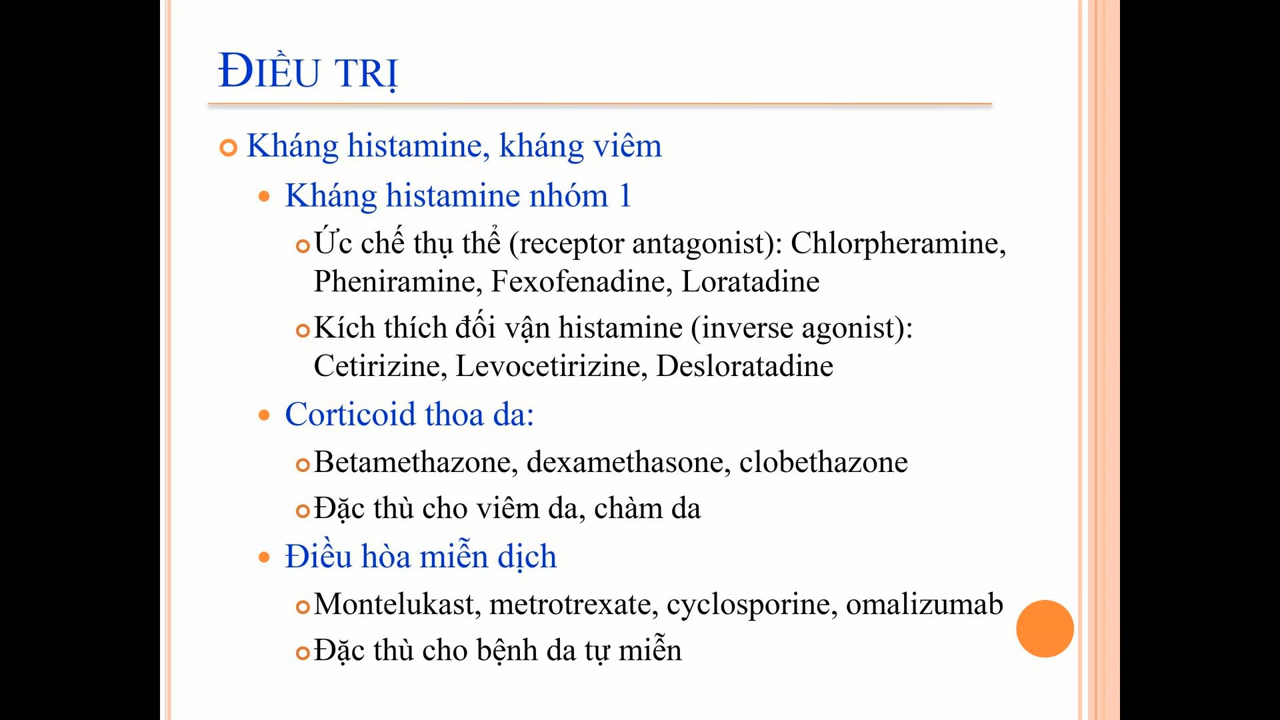 ĐIỀU TRỊ
Kháng histamine, kháng viêm
Kháng histamine nhóm 1
Ức chế thụ thể (receptor antagonist): Chlorpheramine,
Pheniramine, Fexofenadine, Loratadine
Kích thích đối vận histamine (inverse agonist):
Cetirizine, Levocetirizine, Desloratadine
Corticoid thoa da:
Betamethazone, dexamethasone, clobethazone
Đặc thù cho viêm da, chàm da
Điều hòa miễn dịch
Montelukast, metrotrexate, cyclosporine, omalizumab
Đặc thù cho bệnh da tự miễn